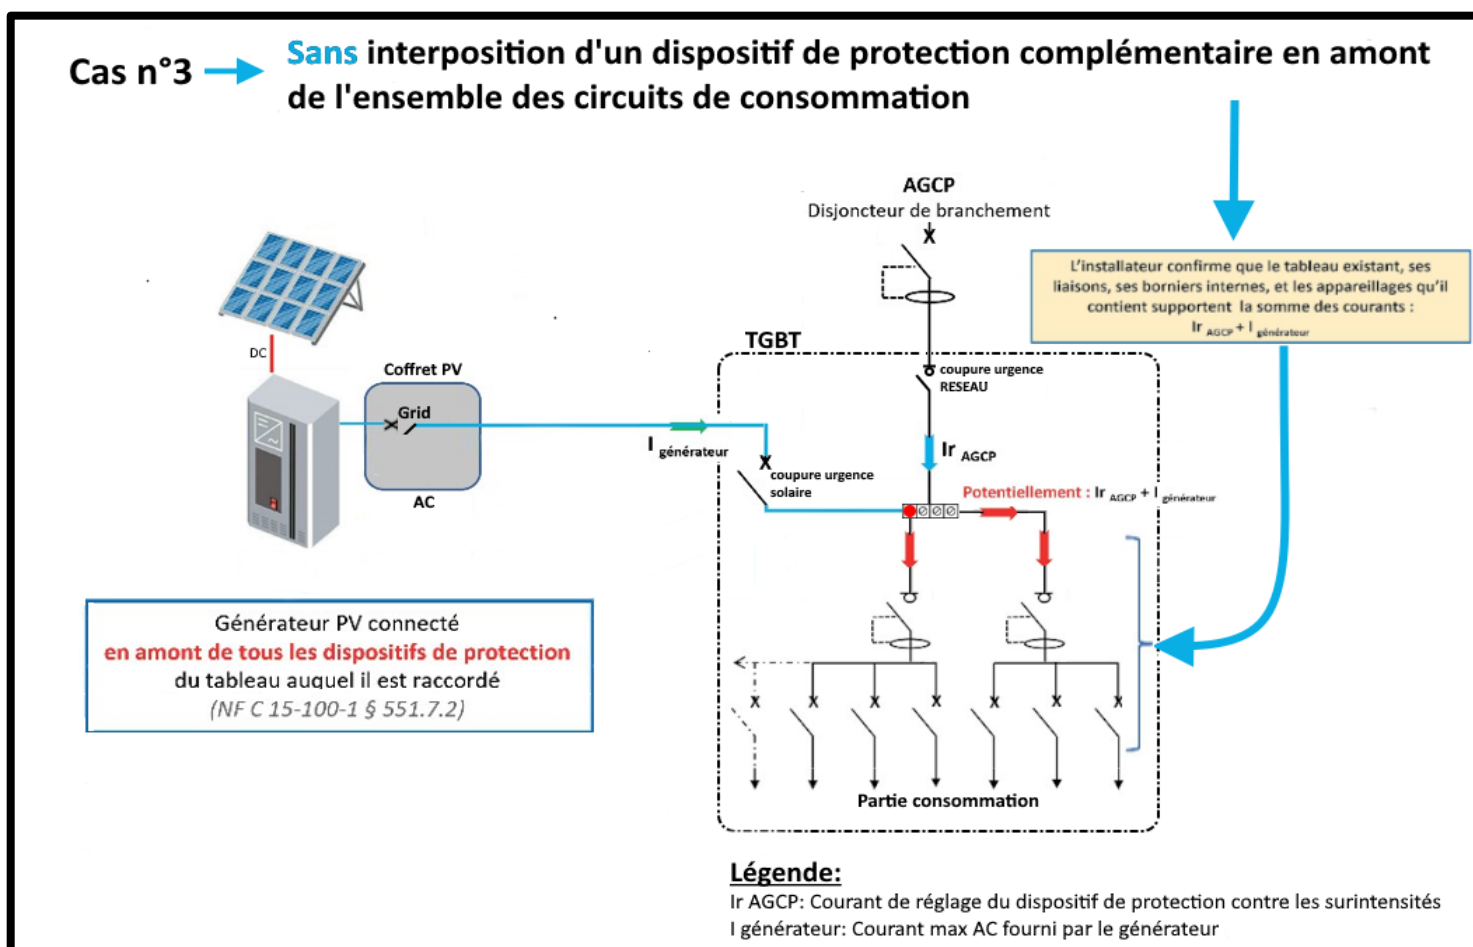 Cas n°3
Sans interposition d'un dispositif de protection complémentaire en amont
de l'ensemble des circuits de consommation
AGCP
Disjoncteur de branchement
L'installateur confirme que le tableau existant, ses
liaisons, ses borniers internes, et les appareillages qu'il
contient supportent la somme des courants :
Ir AGCP + I générateur
TGBT
DC
Coffret PV
Grid
AC
coupure urgence
RESEAU
I générateur
Ir AGCP
coupure urgence
solaire
Potentiellement : Ir AGCP + I générateur
Générateur PV connecté
en amont de tous les dispositifs de protection
du tableau auquel il est raccordé
(NF C 15-100-1 § 551.7.2)
Partie consommation
Légende:
Ir AGCP: Courant de réglage du dispositif de protection contre les surintensités
I générateur: Courant max AC fourni par le générateur